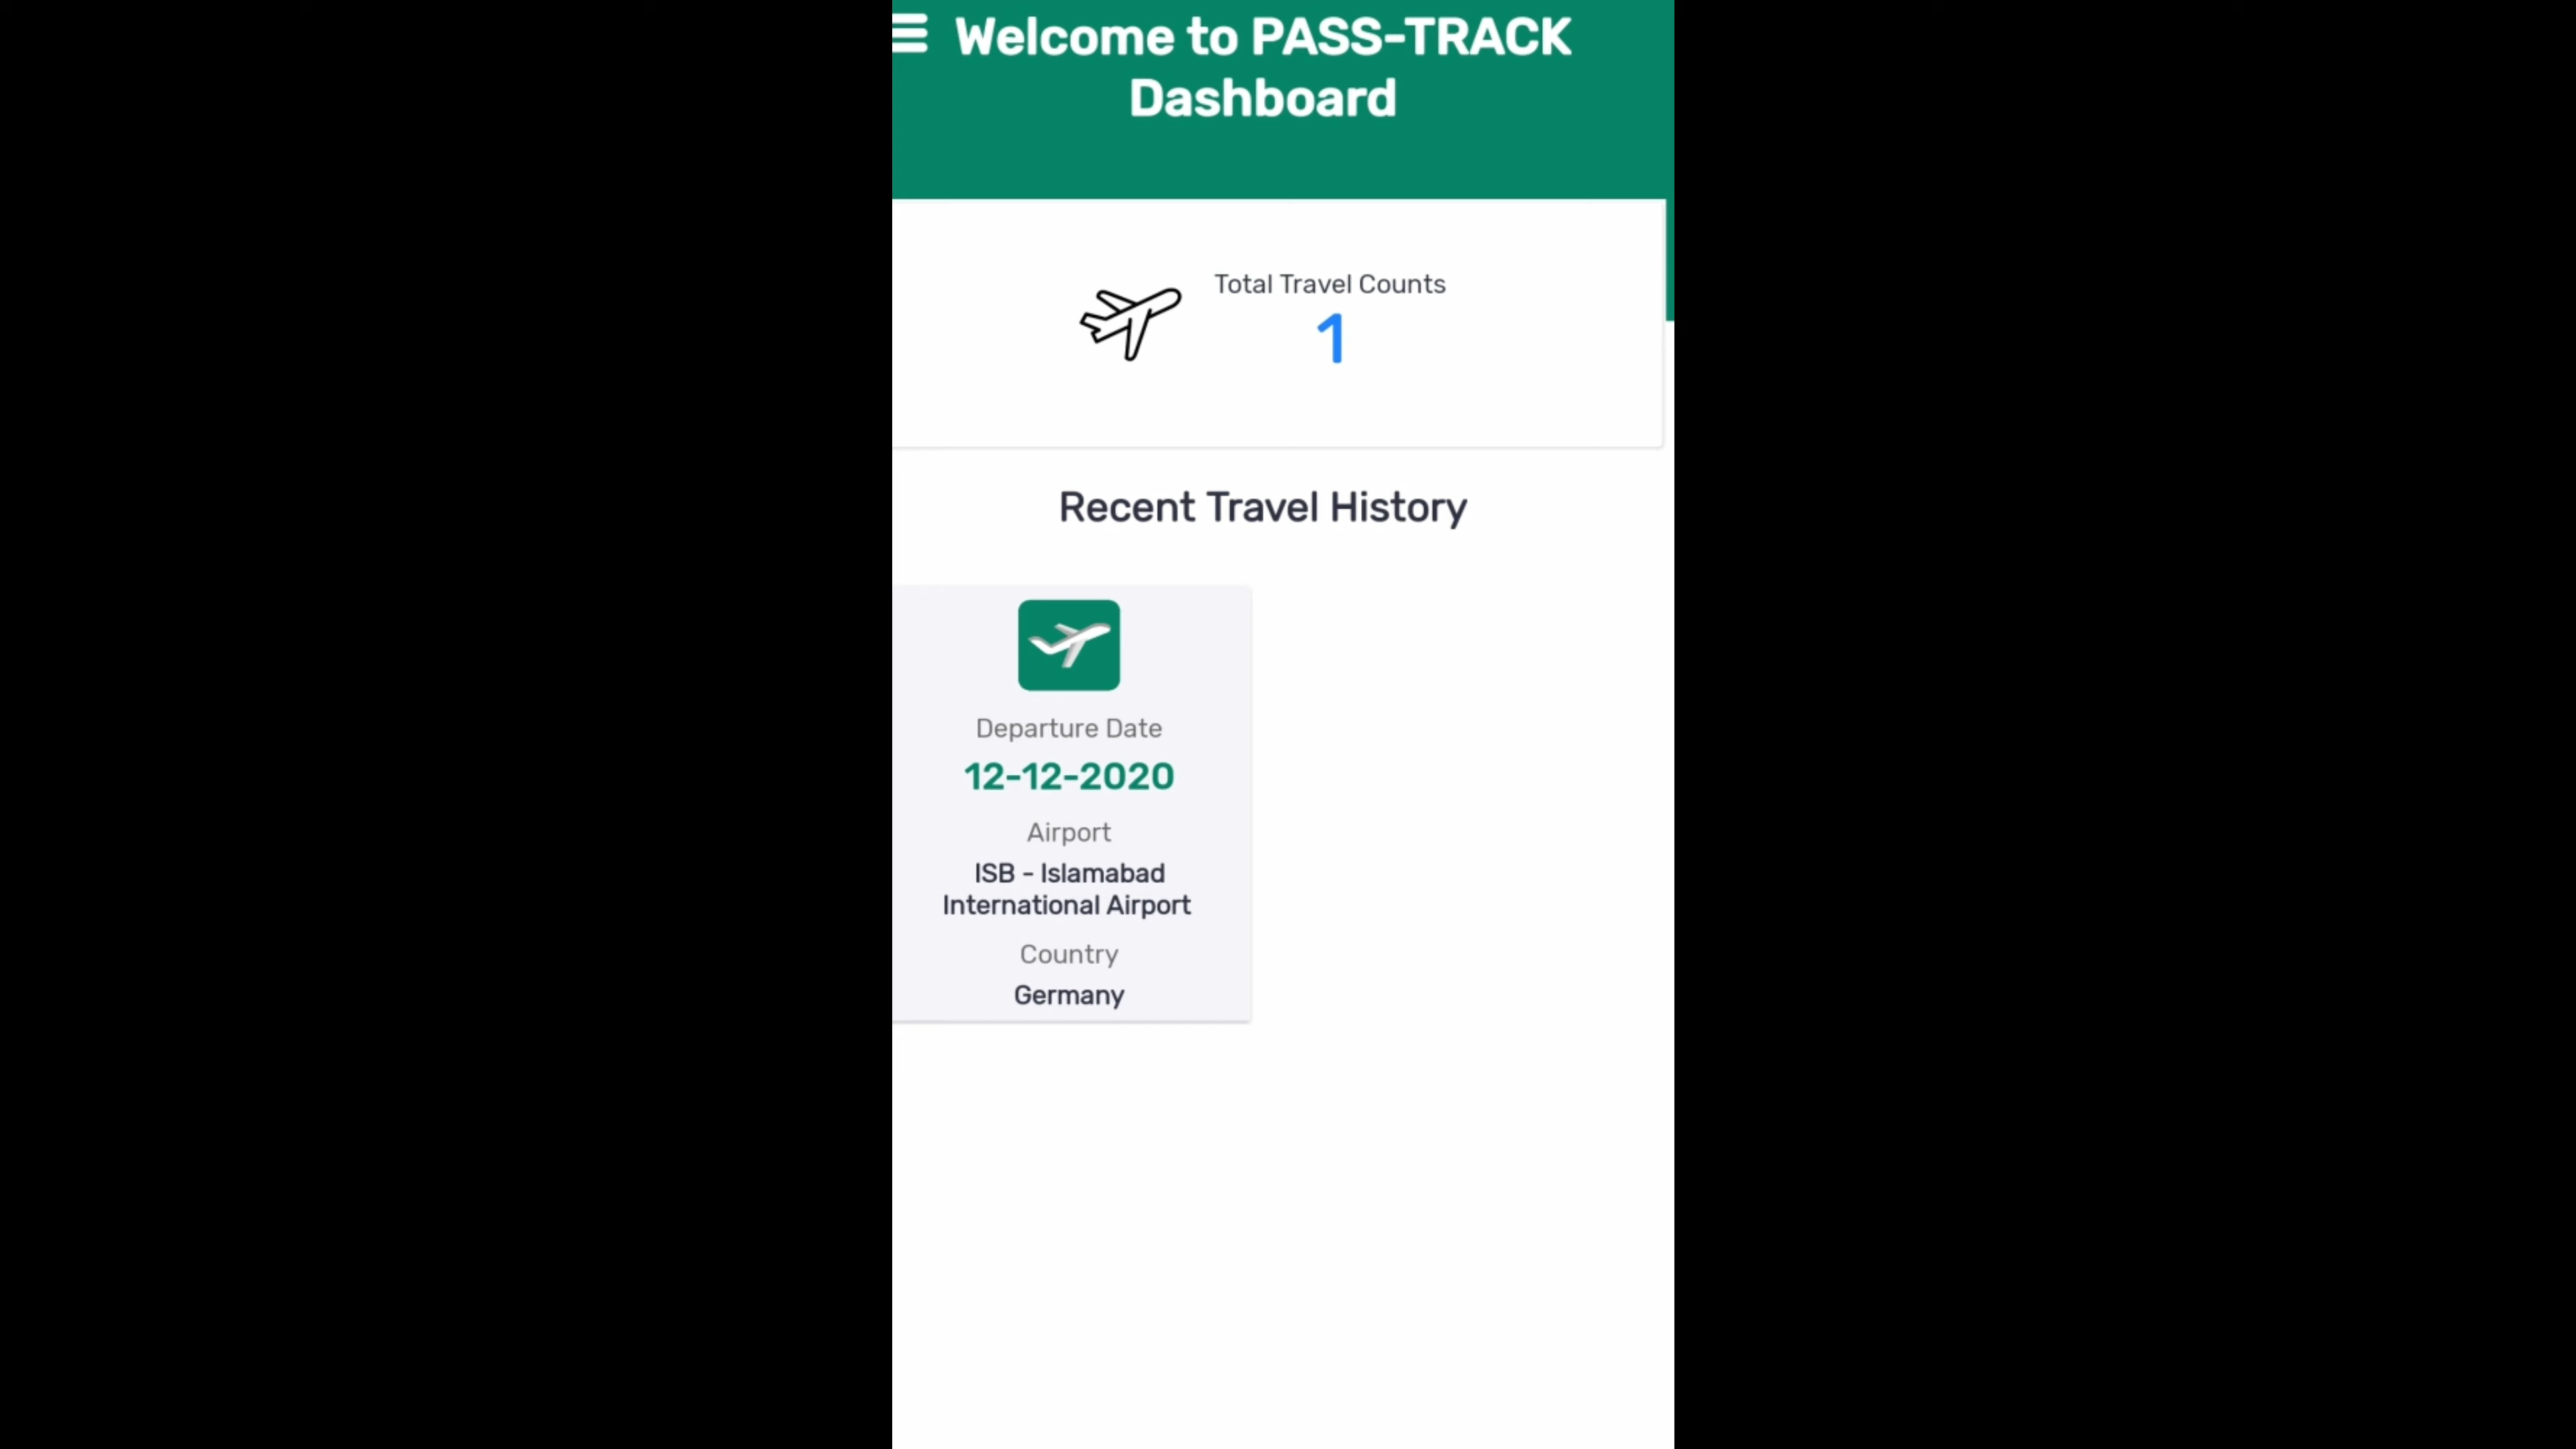 Welcome to PASS-TRACK
Dashboard
Total Travel Counts
1
Recent Travel History
Departure Date
12-12-2020
Airport
ISB - Islamabad
International Airport
Country
Germany